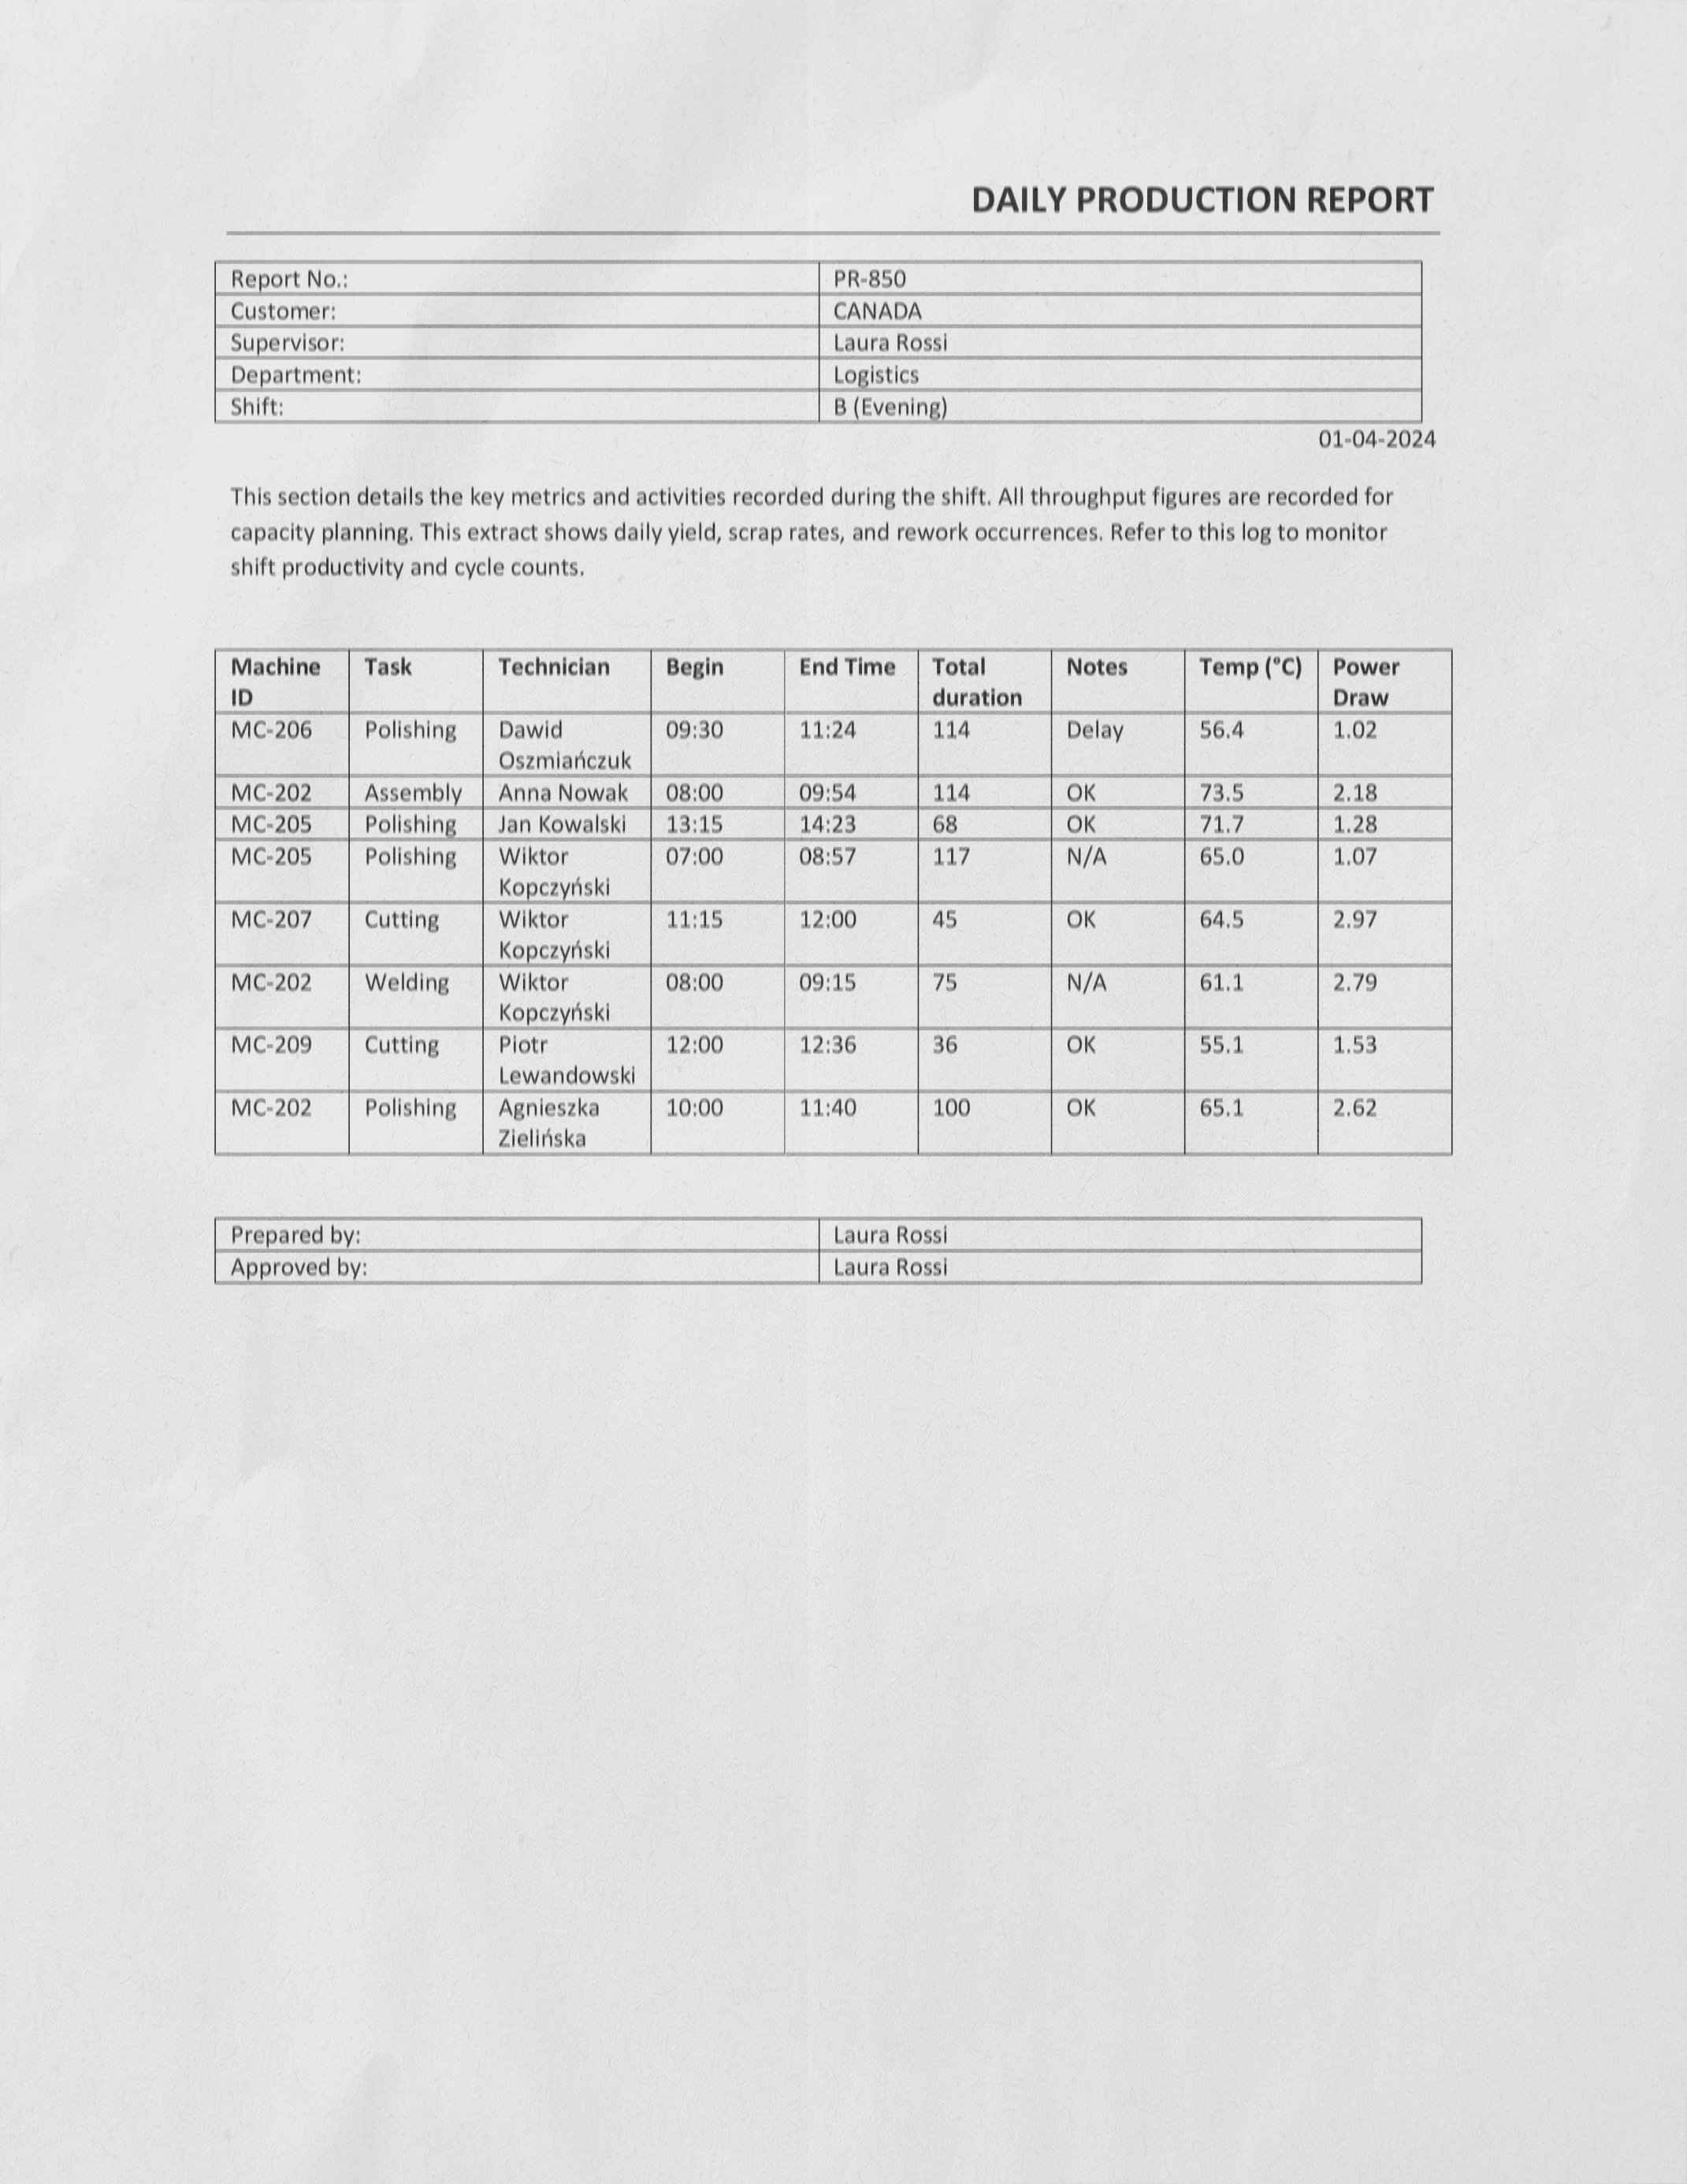 DAILY PRODUCTION REPORT
Report No.: PR-850
Customer: CANADA
Supervisor: Laura Rossi
Department: Logistics
Shift: B (Evening)
01-04-2024
This section details the key metrics and activities recorded during the shift. All throughput figures are recorded for
capacity planning. This extract shows daily yield, scrap rates, and rework occurrences. Refer to this log to monitor
shift productivity and cycle counts.
Machine ID Task Technician Begin End Time Total duration Notes Temp (°C) Power Draw
MC-206 Polishing Dawid Oszmiańczuk 09:30 11:24 114 Delay 56.4 1.02
MC-202 Assembly Anna Nowak 08:00 09:54 114 OK 73.5 2.18
MC-205 Polishing Jan Kowalski 13:15 14:23 68 OK 71.7 1.28
MC-205 Polishing Wiktor Kopczyński 07:00 08:57 117 N/A 65.0 1.07
MC-207 Cutting Wiktor Kopczyński 11:15 12:00 45 OK 64.5 2.97
MC-202 Welding Wiktor Kopczyński 08:00 09:15 75 N/A 61.1 2.79
MC-209 Cutting Piotr Lewandowski 12:00 12:36 36 OK 55.1 1.53
MC-202 Polishing Agnieszka Zielińska 10:00 11:40 100 OK 65.1 2.62
Prepared by: Laura Rossi
Approved by: Laura Rossi